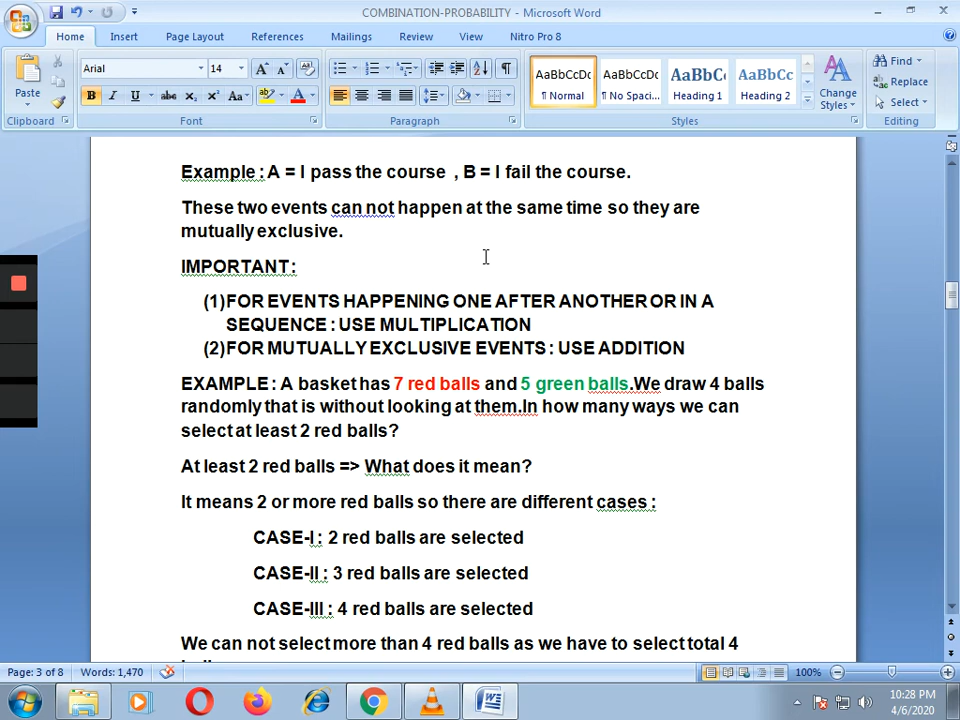 COMBINATION-PROBABILITY - Microsoft Word
Home Insert Page Layout References Mailings Review View Nitro Pro 8
Paste
Arial 14
B I U abc x₂ x² Aa
AaBbCcDc AaBbCcDc AaBbC AaBbCc
¶ Normal ¶ No Spaci... Heading 1 Heading 2
Change Styles
Find
Replace
Select
Clipboard Font Paragraph Styles Editing
Example : A = I pass the course , B = I fail the course.
These two events can not happen at the same time so they are
mutually exclusive.
IMPORTANT :
(1)FOR EVENTS HAPPENING ONE AFTER ANOTHER OR IN A
SEQUENCE : USE MULTIPLICATION
(2)FOR MUTUALLY EXCLUSIVE EVENTS : USE ADDITION
EXAMPLE : A basket has 7 red balls and 5 green balls.We draw 4 balls
randomly that is without looking at them.In how many ways we can
select at least 2 red balls?
At least 2 red balls => What does it mean?
It means 2 or more red balls so there are different cases :
CASE-I : 2 red balls are selected
CASE-II : 3 red balls are selected
CASE-III : 4 red balls are selected
We can not select more than 4 red balls as we have to select total 4
Page: 3 of 8 Words: 1,470 100%
10:28 PM
4/6/2020